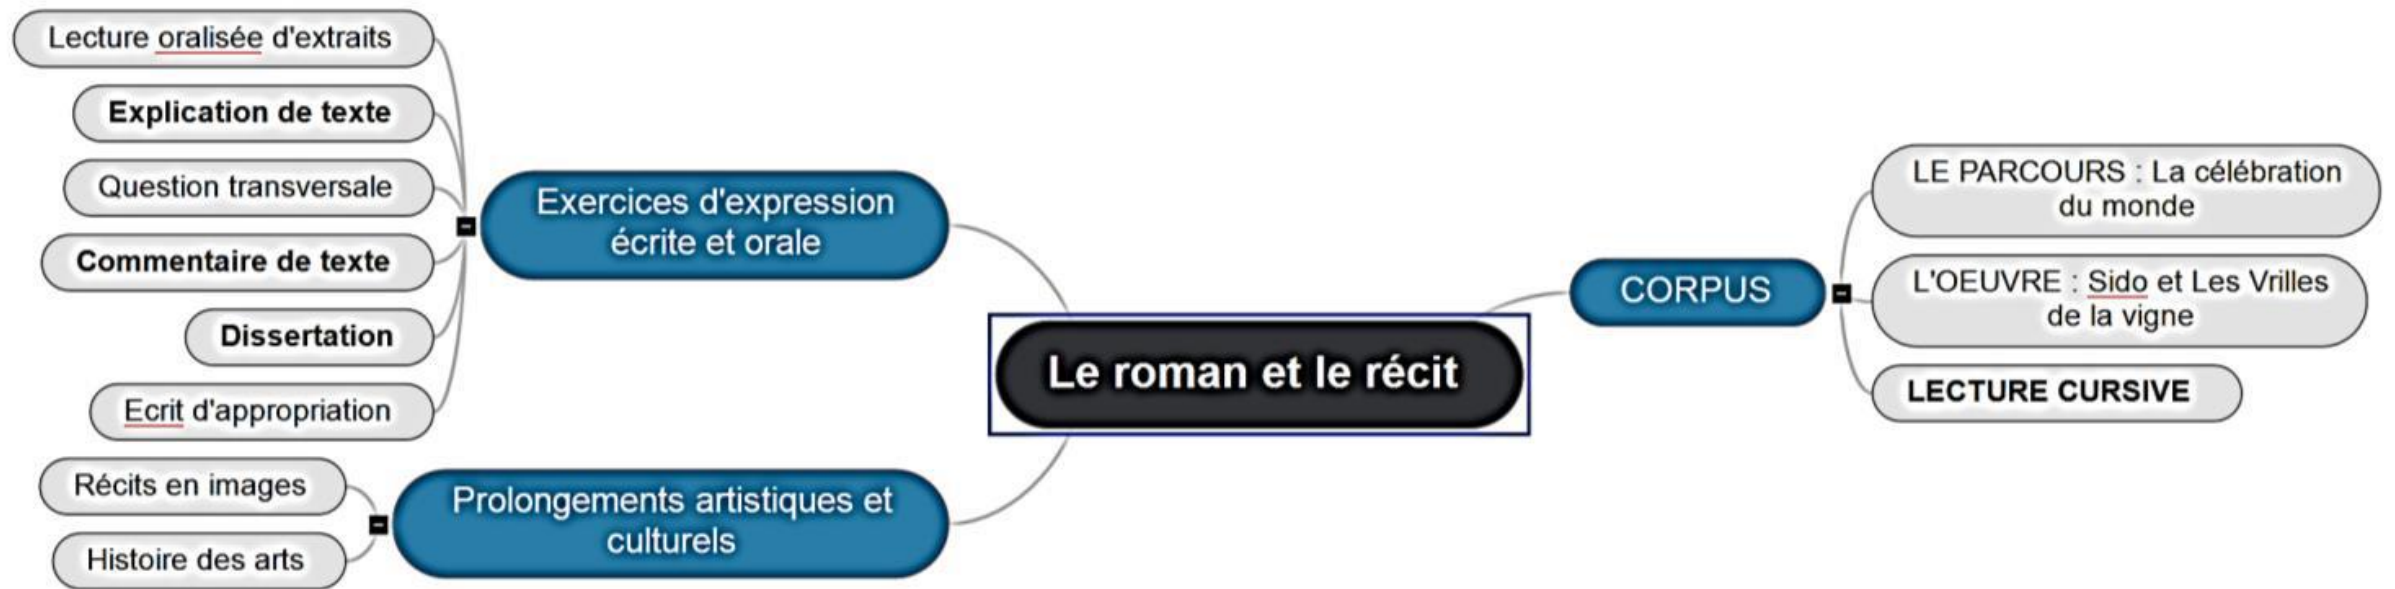 Lecture oralisée d'extraits
Explication de texte
Question transversale
Commentaire de texte
Dissertation
Ecrit d'appropriation
Exercices d'expression
écrite et orale
Récits en images
Histoire des arts
Prolongements artistiques et
culturels
Le roman et le récit
CORPUS
LE PARCOURS : La célébration
du monde
L'OEUVRE : Sido et Les Vrilles
de la vigne
LECTURE CURSIVE